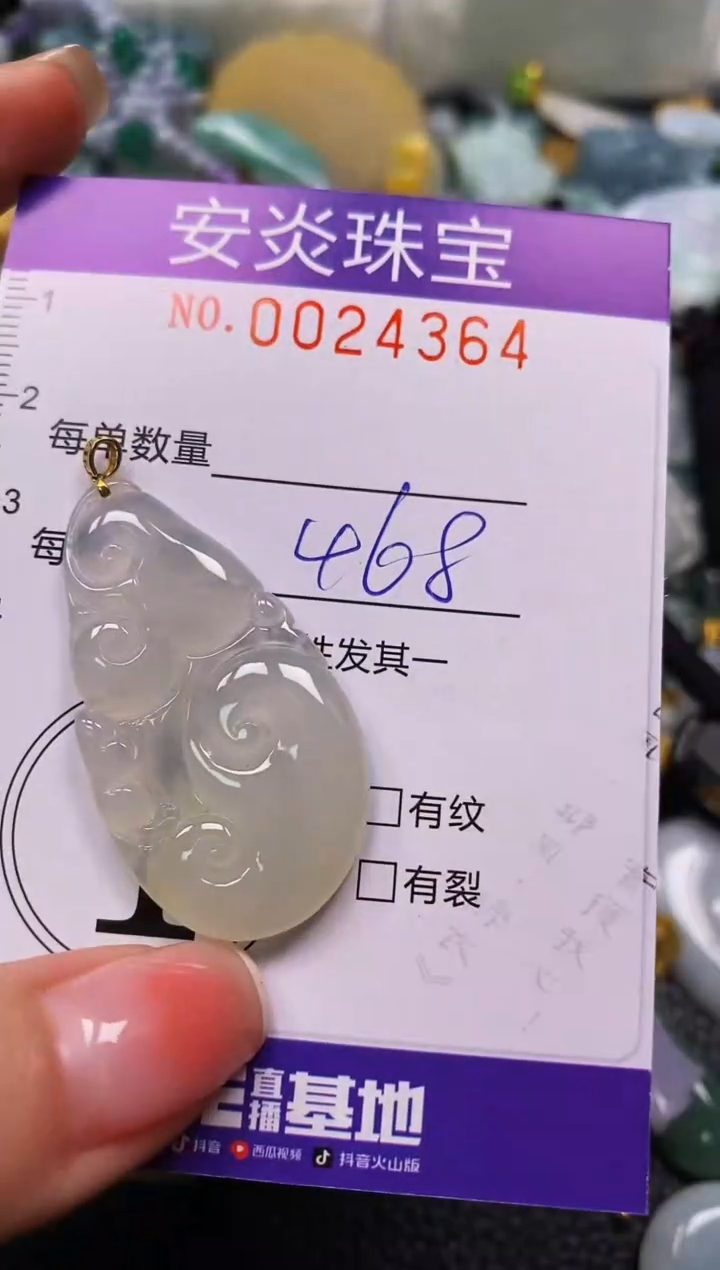 安炎珠宝
NO.0024364
1
2
每单数量
3
每
468
性发其一
有纹
有裂
直播基地
抖音 西瓜视频 抖音火山版